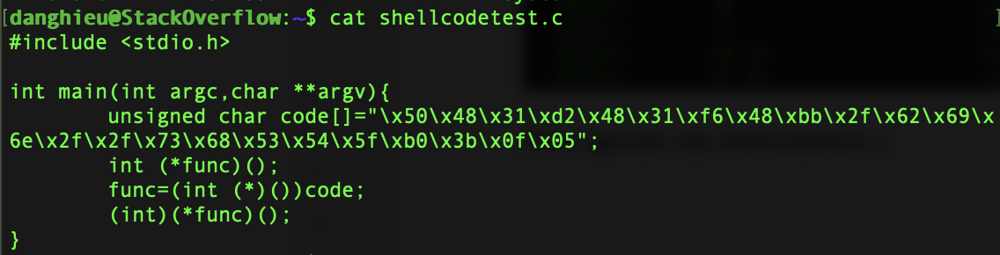 [danghieu@StackOverflow:~$ cat shellcodetest.c ]
#include <stdio.h>
int main(int argc,char **argv){
unsigned char code[]="\x50\x48\x31\xd2\x48\x31\xf6\x48\xbb\x2f\x62\x69\x
6e\x2f\x2f\x73\x68\x53\x54\x5f\xb0\x3b\x0f\x05";
int (*func)();
func=(int (*)())code;
(int)(*func)();
}